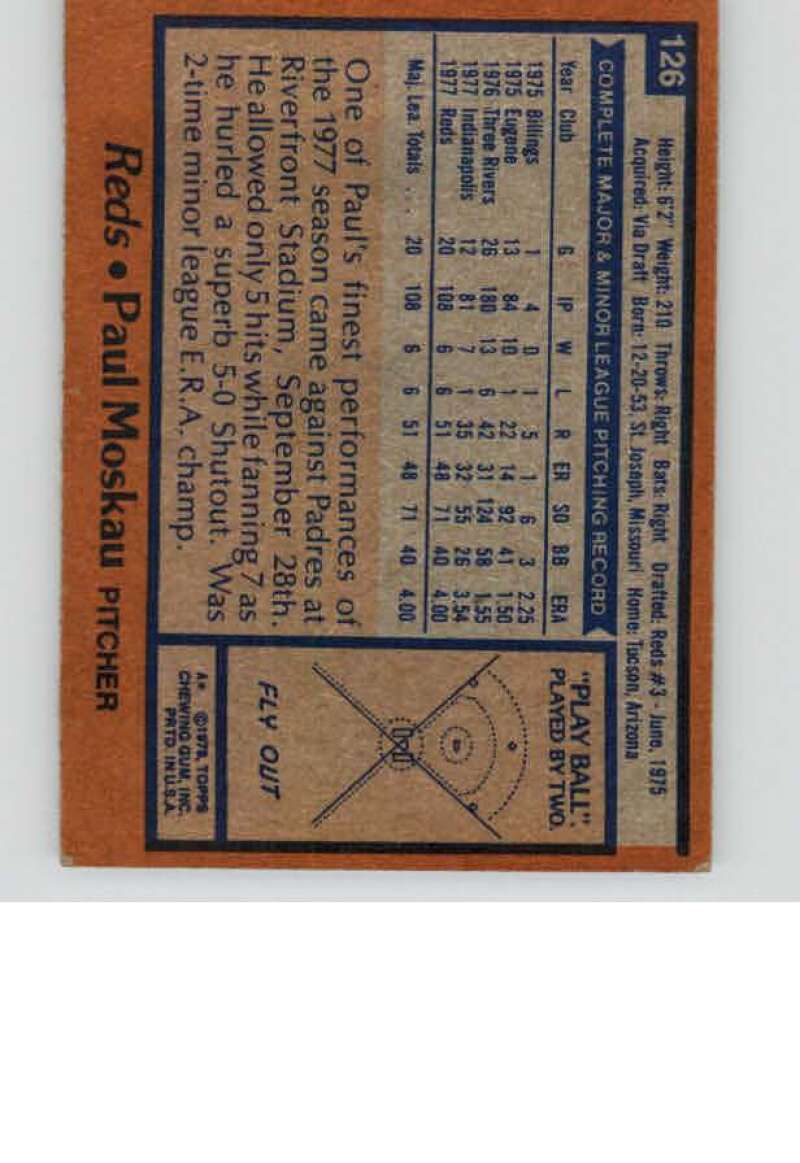 126
Height: 6'2" Weight: 210 Throws: Right Bats: Right Drafted: Reds #3 - June, 1975
Acquired: Via Draft Born: 12-20-53, St. Joseph, Missouri Home: Tucson, Arizona
COMPLETE MAJOR & MINOR LEAGUE PITCHING RECORD
Year Club G IP W L R ER SO BB ERA
1975 Billings 1 4 0 1 5 1 6 3 2.25
1975 Eugene 13 84 10 1 22 14 92 41 1.50
1976 Three Rivers 26 180 13 6 42 31 124 58 1.55
1977 Indianapolis 12 81 7 1 35 32 55 26 3.54
1977 Reds 20 108 6 6 51 48 71 40 4.00
Maj. Lea. Totals . . . 20 108 6 6 51 48 71 40 4.00
One of Paul's finest performances of
the 1977 season came against Padres at
Riverfront Stadium, September 28th.
He allowed only 5 hits while fanning 7 as
he hurled a superb 5-0 Shutout. Was
2-time minor league E.R.A. champ.
"PLAY BALL".
PLAYED BY TWO.
FLY OUT
A* ©1978, TOPPS
CHEWING GUM, INC.
PRTD. IN U.S.A.
Reds • Paul Moskau PITCHER